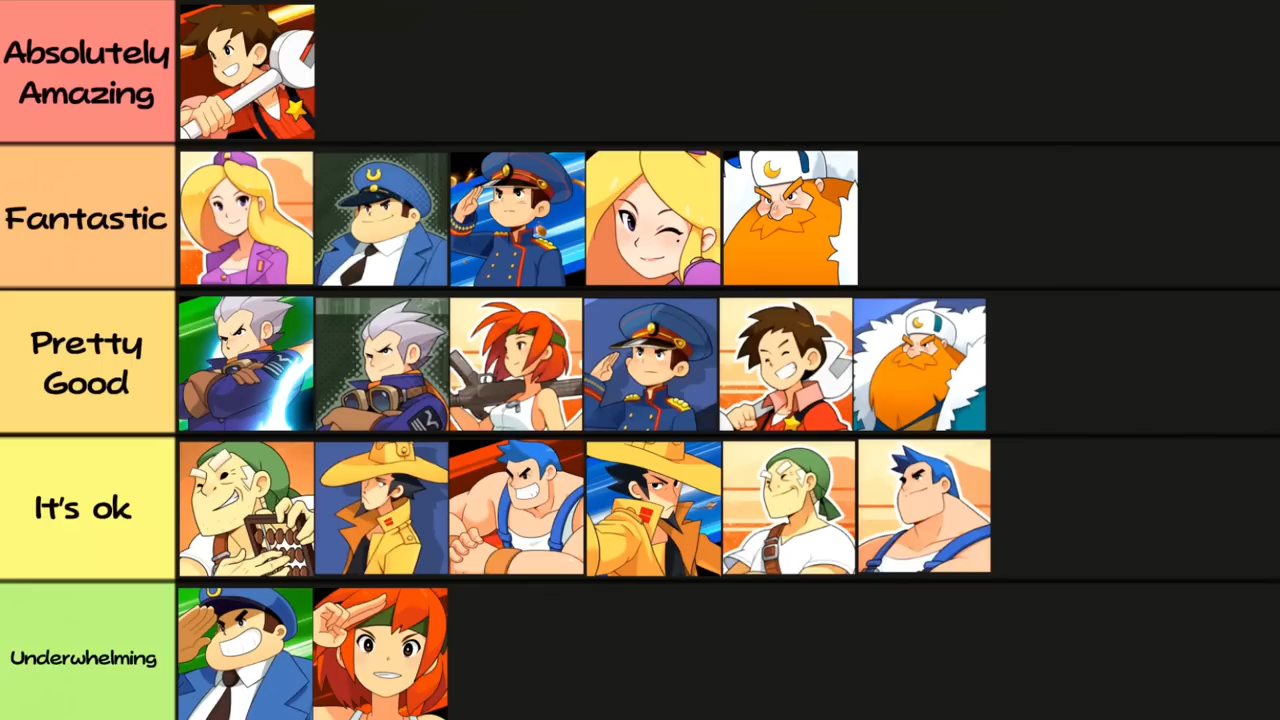 Absolutely
Amazing
Fantastic
Pretty
Good
It's ok
Underwhelming